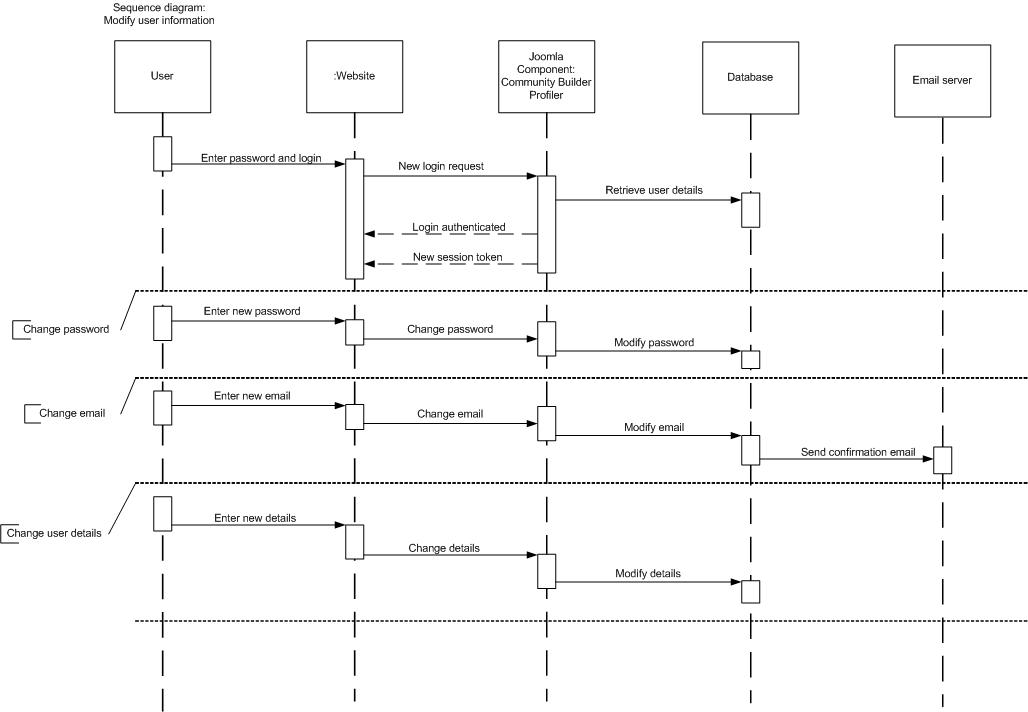 Sequence diagram:
Modify user information
User
:Website
Joomla
Component:
Community Builder
Profiler
Database
Email server
Enter password and login
New login request
Retrieve user details
Login authenticated
New session token
Change password
Enter new password
Change password
Modify password
Change email
Enter new email
Change email
Modify email
Send confirmation email
Change user details
Enter new details
Change details
Modify details